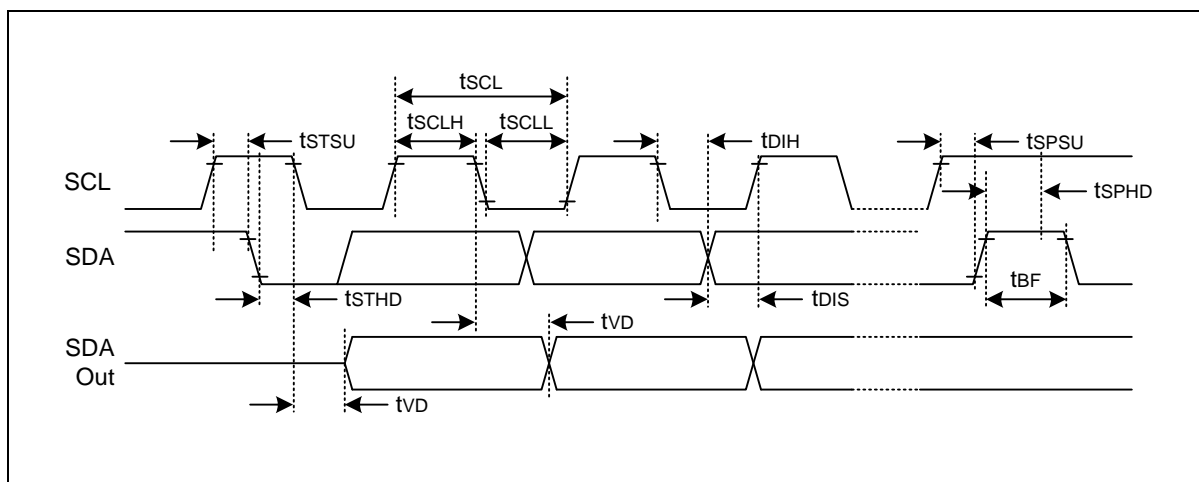 tSCL
tSTSU
tSCLH
tSCLL
tDIH
tSPSU
SCL
tSPHD
SDA
tSTHD
tDIS
tBF
tVD
SDA
Out
tVD